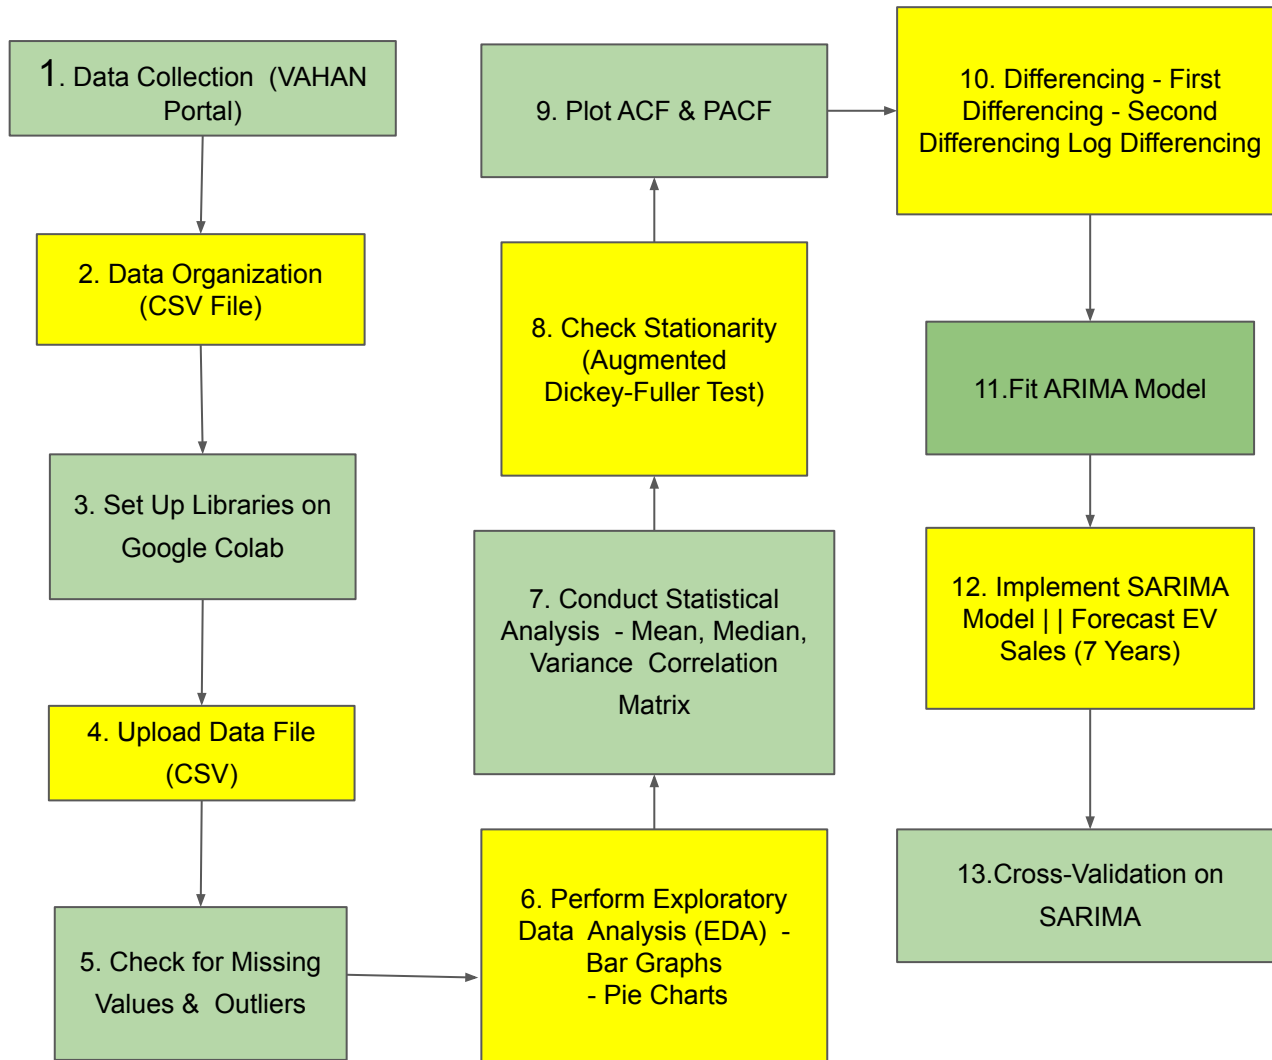 1. Data Collection (VAHAN
Portal)
2. Data Organization
(CSV File)
3. Set Up Libraries on
Google Colab
4. Upload Data File
(CSV)
5. Check for Missing
Values & Outliers
6. Perform Exploratory
Data Analysis (EDA) -
Bar Graphs
- Pie Charts
7. Conduct Statistical
Analysis - Mean, Median,
Variance Correlation
Matrix
8. Check Stationarity
(Augmented
Dickey-Fuller Test)
9. Plot ACF & PACF
10. Differencing - First
Differencing - Second
Differencing Log Differencing
11.Fit ARIMA Model
12. Implement SARIMA
Model | | Forecast EV
Sales (7 Years)
13.Cross-Validation on
SARIMA